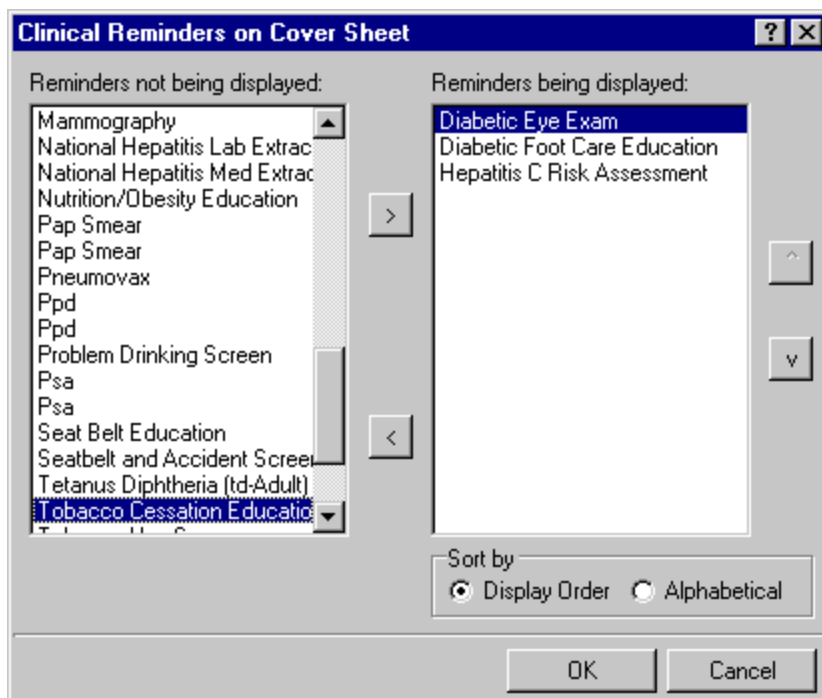 Clinical Reminders on Cover Sheet
Reminders not being displayed:
Mammography
National Hepatitis Lab Extrac
National Hepatitis Med Extrac
Nutrition/Obesity Education
Pap Smear
Pap Smear
Pneumovax
Ppd
Ppd
Problem Drinking Screen
Psa
Psa
Seat Belt Education
Seatbelt and Accident Screen
Tetanus Diphtheria (td-Adult)
Tobacco Cessation Educatio
>
<
Reminders being displayed:
Diabetic Eye Exam
Diabetic Foot Care Education
Hepatitis C Risk Assessment
^
v
Sort by
Display Order Alphabetical
OK Cancel